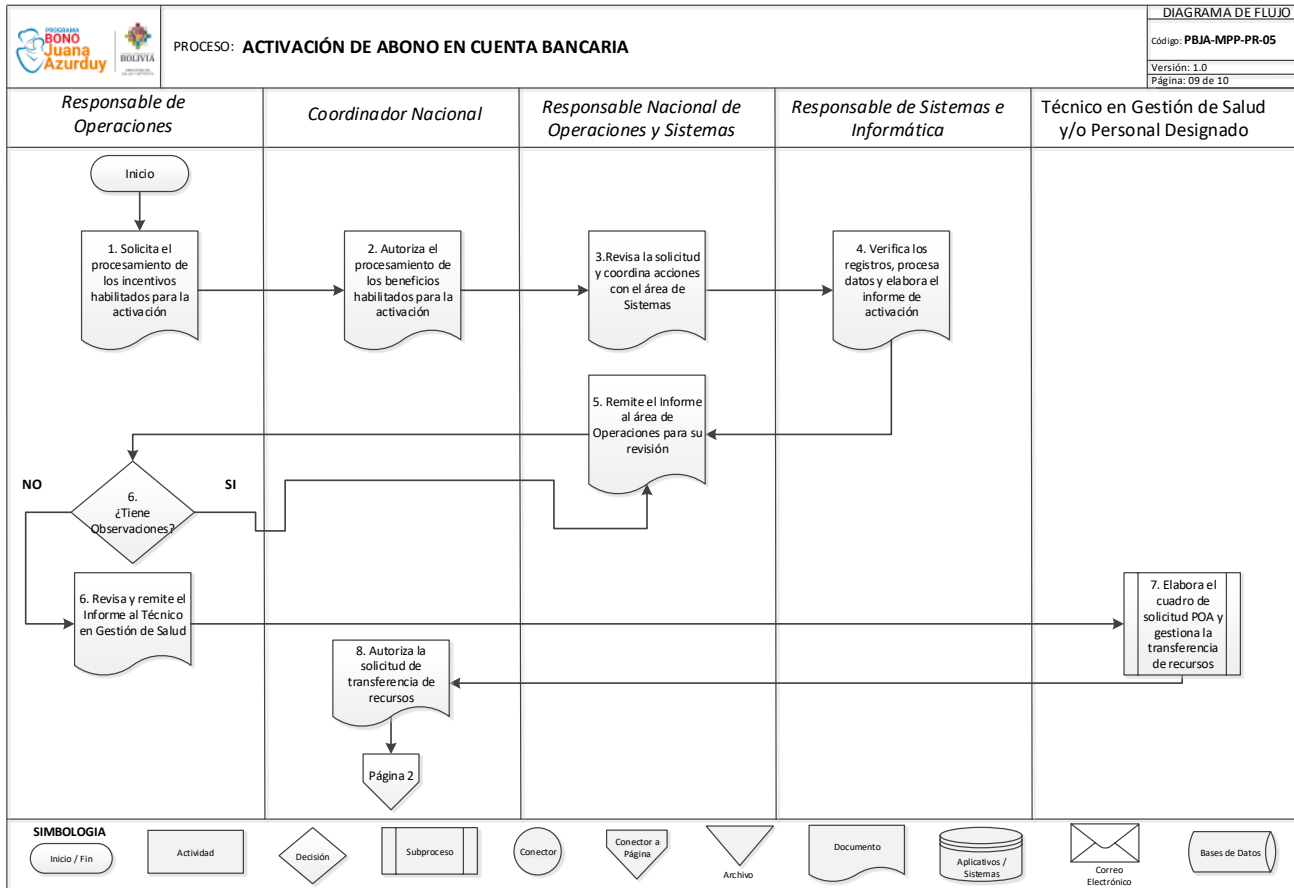 PROGRAMA
BONO
Juana
Azurduy
BOLIVIA
PROCESO: ACTIVACIÓN DE ABONO EN CUENTA BANCARIA
DIAGRAMA DE FLUJO
Código: PBJA-MPP-PR-05
Versión: 1.0
Página: 09 de 10
Responsable de
Operaciones
Coordinador Nacional
Responsable Nacional de
Operaciones y Sistemas
Responsable de Sistemas e
Informática
Técnico en Gestión de Salud
y/o Personal Designado
Inicio
1. Solicita el
procesamiento de
los incentivos
habilitados para la
activación
2. Autoriza el
procesamiento de
los beneficios
habilitados para la
activación
3.Revisa la solicitud
y coordina acciones
con el área de
Sistemas
4. Verifica los
registros, procesa
datos y elabora el
informe de
activación
5. Remite el Informe
al área de
Operaciones para su
revisión
NO
SI
6.
¿Tiene
Observaciones?
6. Revisa y remite el
Informe al Técnico
en Gestión de Salud
7. Elabora el
cuadro de
solicitud POA y
gestiona la
transferencia
de recursos
8. Autoriza la
solicitud de
transferencia de
recursos
Página 2
SIMBOLOGIA
Inicio / Fin
Actividad
Decisión
Subproceso
Conector
Conector a
Página
Archivo
Documento
Aplicativos /
Sistemas
Correo
Electrónico
Bases de Datos